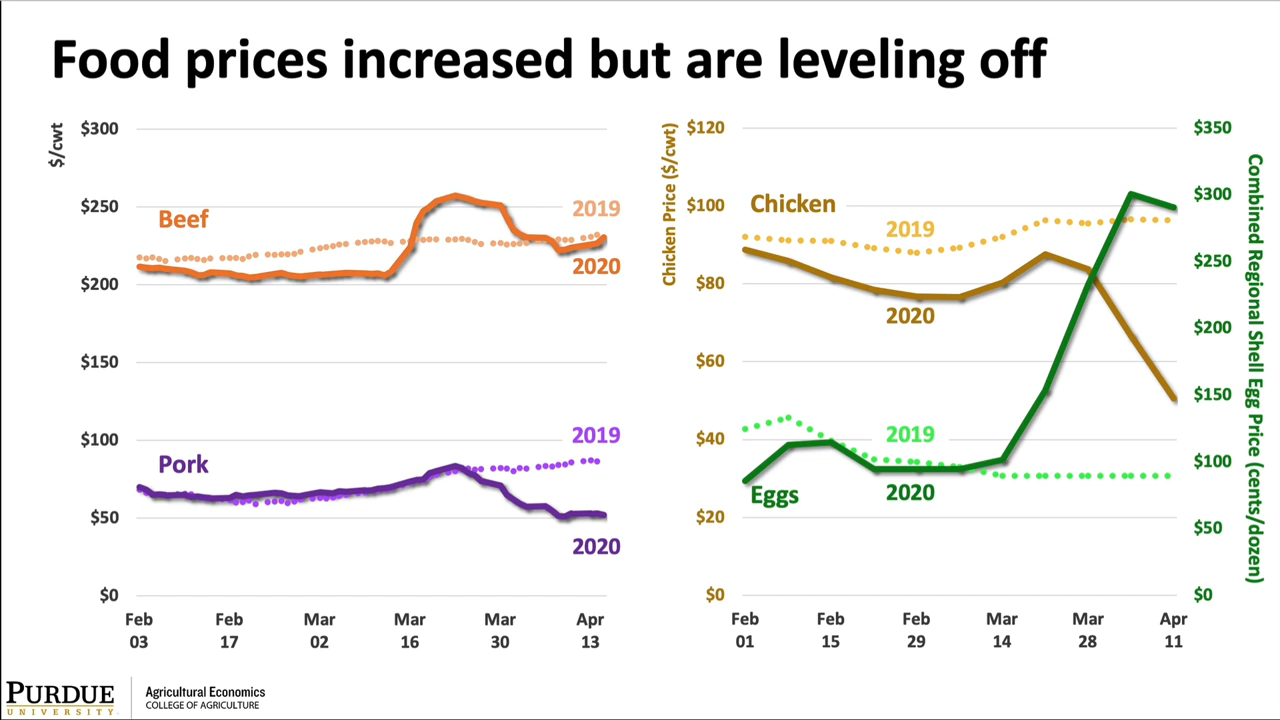 Food prices increased but are leveling off
$/cwt
$300
$250
$200
$150
$100
$50
$0
Beef
2019
2020
Pork
2019
2020
Feb 03
Feb 17
Mar 02
Mar 16
Mar 30
Apr 13
Chicken Price ($/cwt)
$120
$100
$80
$60
$40
$20
$0
Chicken
2019
2020
2019
Eggs
2020
Feb 01
Feb 15
Feb 29
Mar 14
Mar 28
Apr 11
$350
$300
$250
$200
$150
$100
$50
$0
Combined Regional Shell Egg Price (cents/dozen)
PURDUE
UNIVERSITY.
Agricultural Economics
COLLEGE OF AGRICULTURE